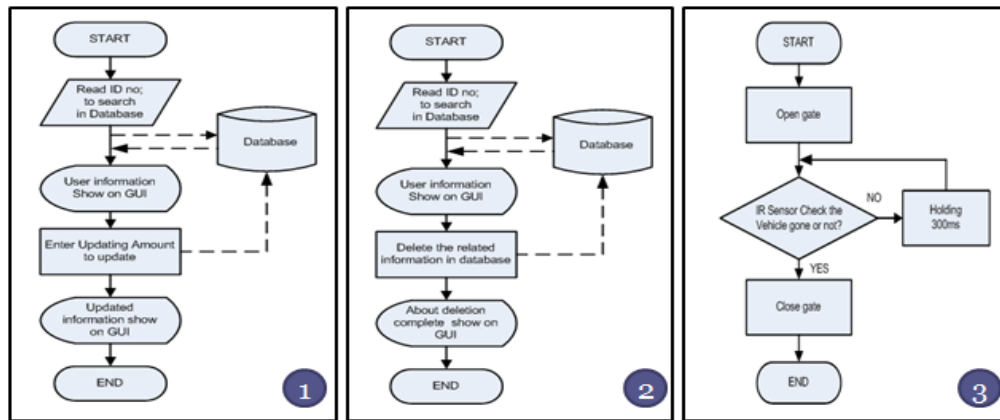 START
Read ID no;
to search
in Database
Database
User information
Show on GUI
Enter Updating Amount
to update
Updated
information show
on GUI
END
1
START
Read ID no;
to search
in Database
Database
User information
Show on GUI
Delete the related
information in database
About deletion
complete show on
GUI
END
2
START
Open gate
IR Sensor Check the
Vehicle gone or not?
NO
Holding
300ms
YES
Close gate
END
3